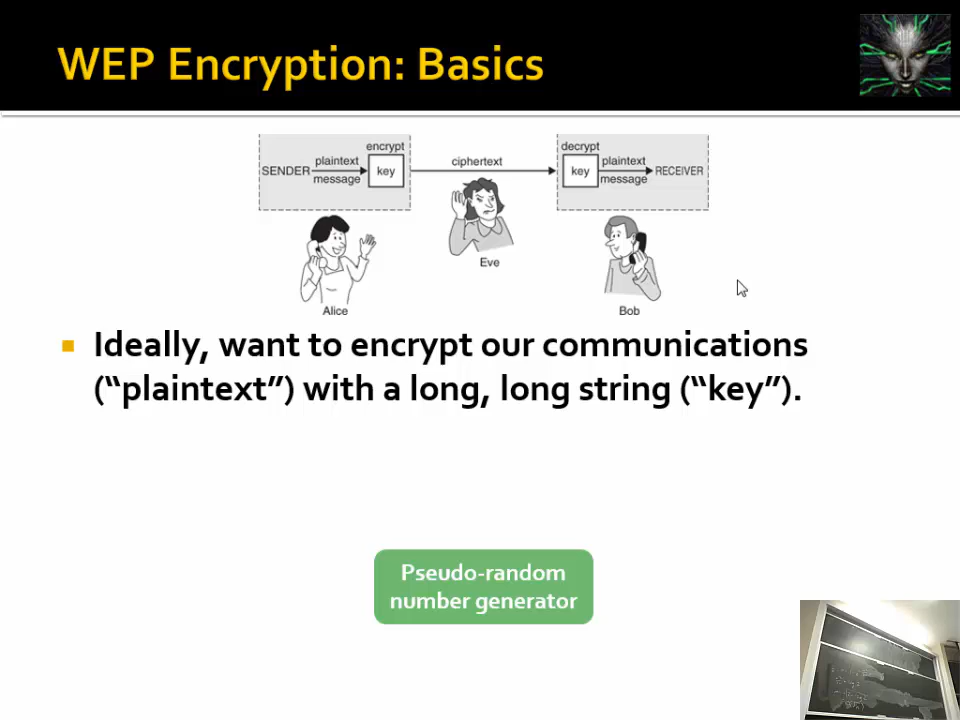 WEP Encryption: Basics
encrypt
decrypt
SENDER plaintext message key ciphertext key plaintext message RECEIVER
Eve
Alice
Bob
Ideally, want to encrypt our communications
(“plaintext”) with a long, long string (“key”).
Pseudo-random
number generator